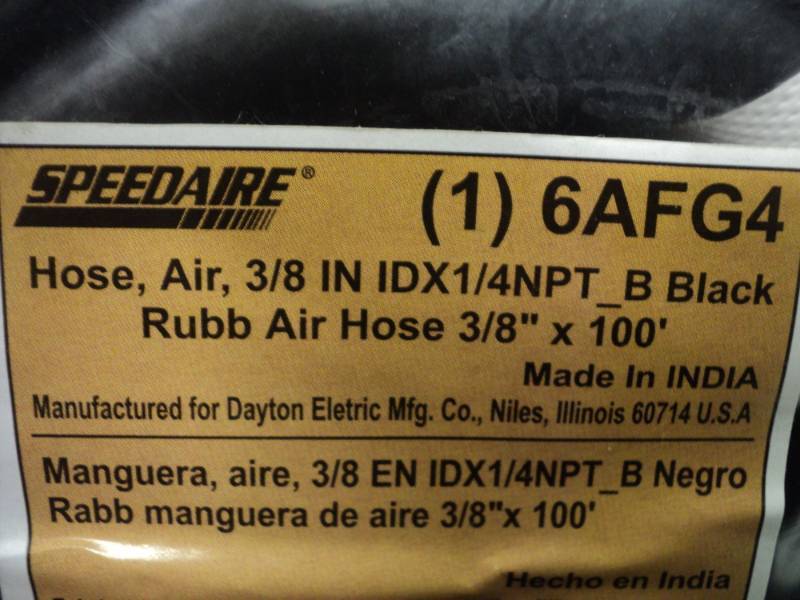 SPEEDAIRE®
(1) 6AFG4
Hose, Air, 3/8 IN IDX1/4NPT_B Black
Rubb Air Hose 3/8" x 100'
Made In INDIA
Manufactured for Dayton Eletric Mfg. Co., Niles, Illinois 60714 U.S.A
Manguera, aire, 3/8 EN IDX1/4NPT_B Negro
Rabb manguera de aire 3/8"x 100'
Hecho en India